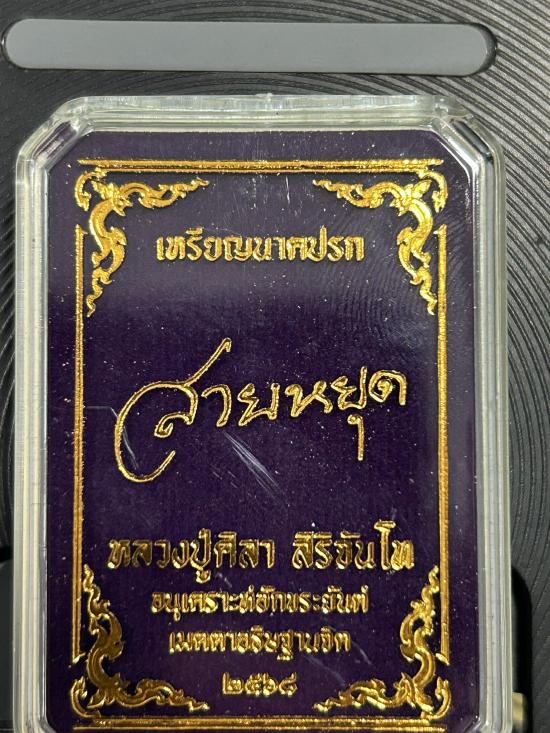 เหรียญนาคปรก
สายหยุด
หลวงปู่ศิลา สิริจันโท
อนุเคราะห์อักขระยันต์
เมตตาอธิษฐานจิต
๒๕๖๘